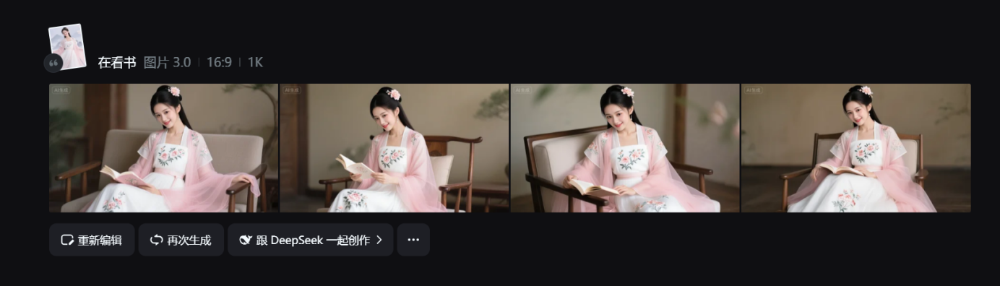 在看书 图片 3.0 | 16:9 | 1K
AI生成 AI生成 AI生成 AI生成
重新编辑 再次生成 跟 DeepSeek 一起创作